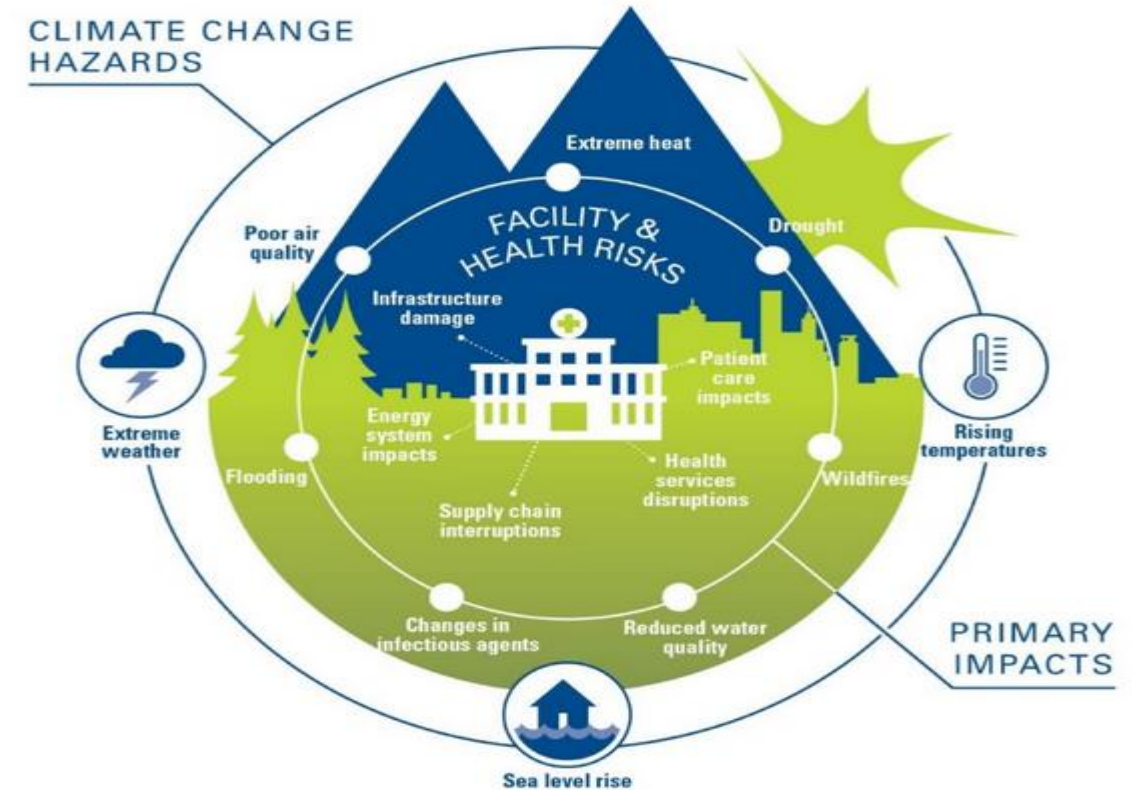 CLIMATE CHANGE
HAZARDS
Extreme heat
FACILITY &
HEALTH RISKS
Drought
Poor air
quality
Infrastructure
damage
Patient
care
impacts
Energy
system
impacts
Extreme
weather
Rising
temperatures
Flooding
Health
services
disruptions
Wildfires
Supply chain
interruptions
Changes in
infectious agents
Reduced water
quality
PRIMARY
IMPACTS
Sea level rise